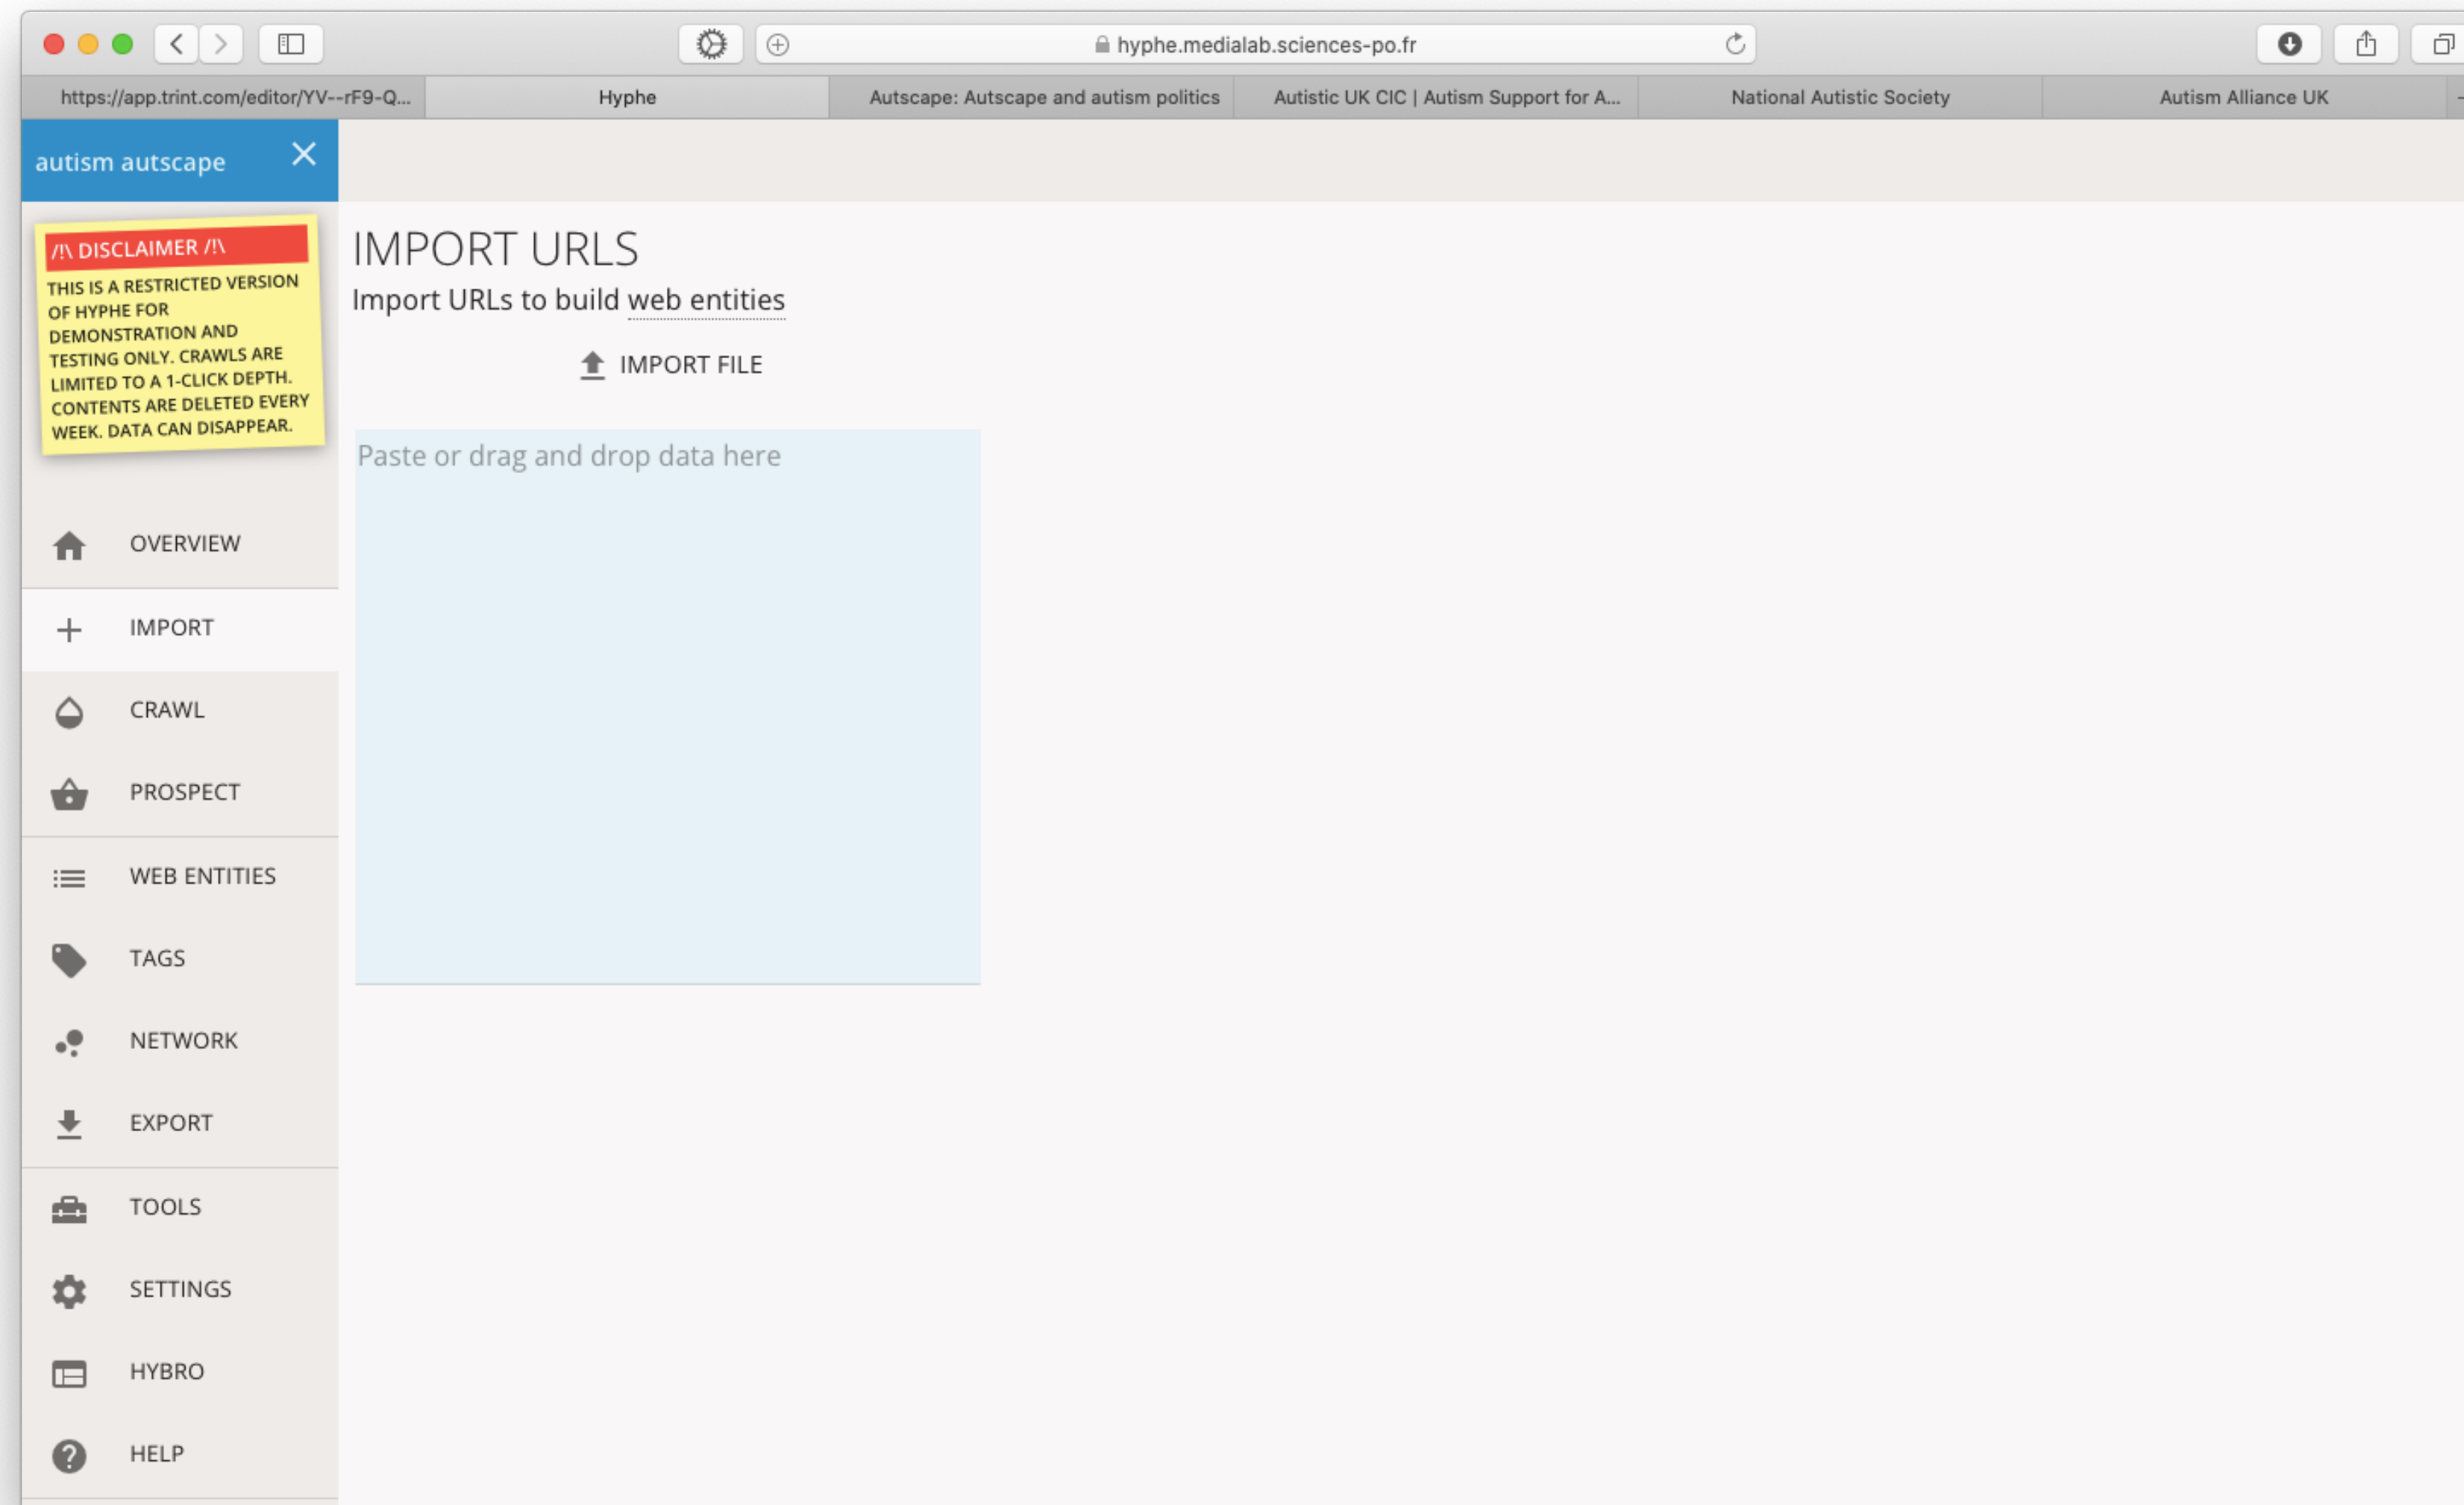 hyphe.medialab.sciences-po.fr
https://app.trint.com/editor/YV--rF9-Q...
Hyphe
Autscape: Autscape and autism politics
Autistic UK CIC | Autism Support for A...
National Autistic Society
Autism Alliance UK
autism autscape
/!\ DISCLAIMER /!\
THIS IS A RESTRICTED VERSION
OF HYPHE FOR
DEMONSTRATION AND
TESTING ONLY. CRAWLS ARE
LIMITED TO A 1-CLICK DEPTH.
CONTENTS ARE DELETED EVERY
WEEK. DATA CAN DISAPPEAR.
OVERVIEW
IMPORT
CRAWL
PROSPECT
WEB ENTITIES
TAGS
NETWORK
EXPORT
TOOLS
SETTINGS
HYBRO
HELP
IMPORT URLS
Import URLs to build web entities
IMPORT FILE
Paste or drag and drop data here